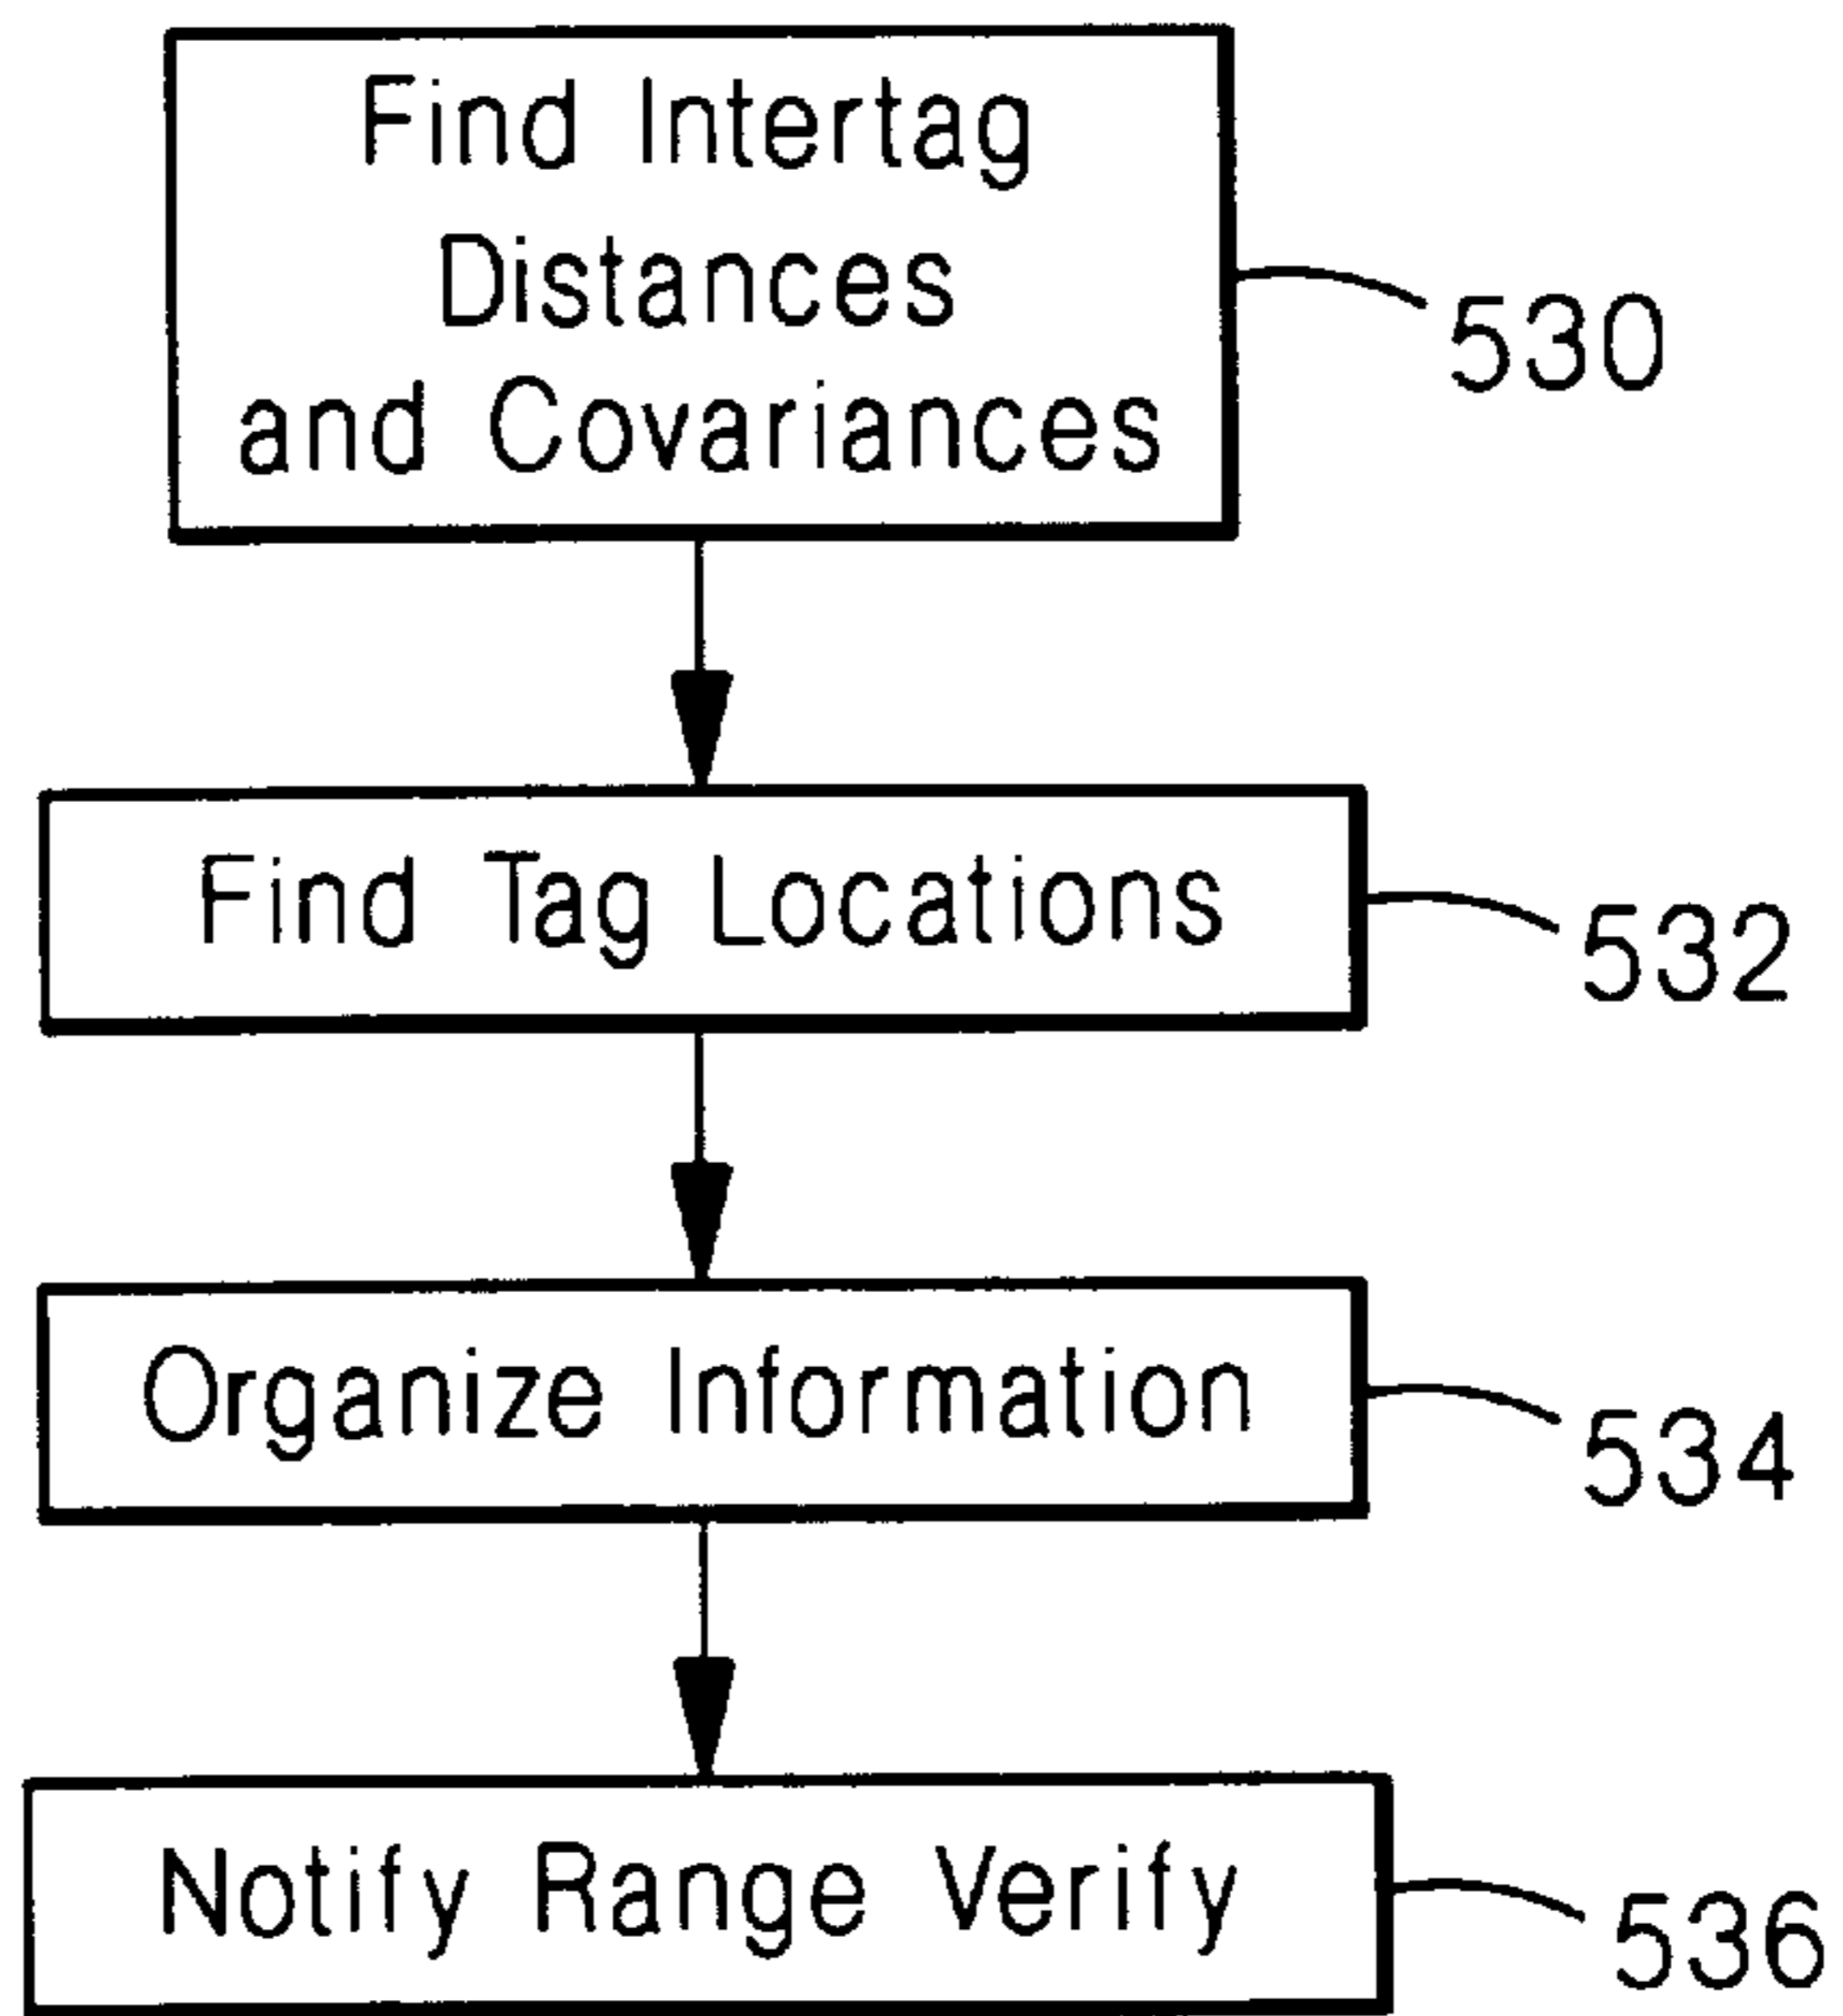 Find Intertag
Distances
and Covariances
530
Find Tag Locations
532
Organize Information
534
Notify Range Verify
536